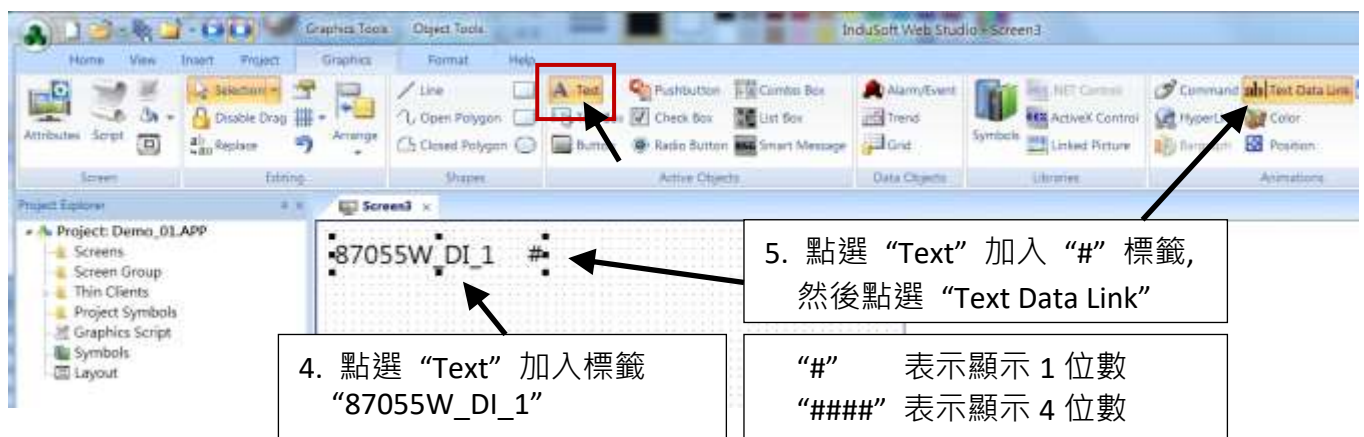 Graphics Tools Object Tools InduSoft Web Studio - Screen3
Home View Insert Project Graphics Format Help
Selection Line A Text Pushbutton Combo Box Alarm/Event .NET Control Command Text Data Link
Disable Drag Open Polygon Check Box List Box Trend ActiveX Control Color
Attributes Script Replace Arrange Closed Polygon Button Radio Button Smart Message Grid Symbols Linked Picture Position
Screen Editing Shapes Active Objects Data Objects Libraries Animations
Project Explorer Screen3
Project: Demo_01.APP
Screens
Screen Group
Thin Clients
Project Symbols
Graphics Script
Symbols
Layout
87055W_DI_1 #
5. 點選 “Text” 加入 “#” 標籤,
然後點選 “Text Data Link”
4. 點選 “Text” 加入標籤
“87055W_DI_1”
“#” 表示顯示 1 位數
“####” 表示顯示 4 位數